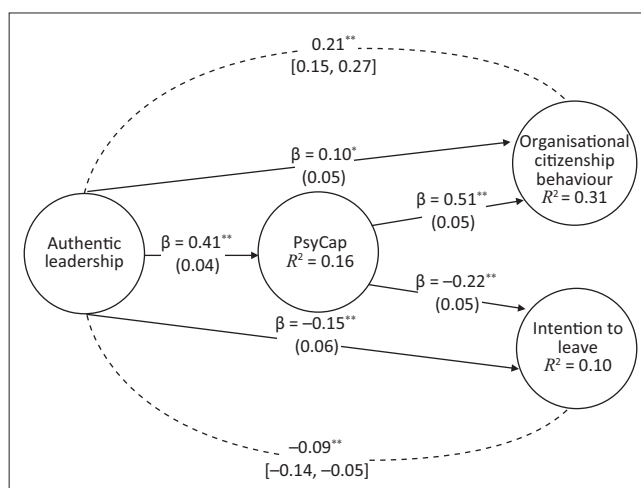 0.21**
[0.15, 0.27]
Organisational
citizenship
behaviour
R² = 0.31
β = 0.10*
(0.05)
β = 0.51**
(0.05)
Authentic
leadership
β = 0.41**
(0.04)
PsyCap
R² = 0.16
β = –0.22**
(0.05)
β = –0.15**
(0.06)
Intention to
leave
R² = 0.10
–0.09**
[–0.14, –0.05]